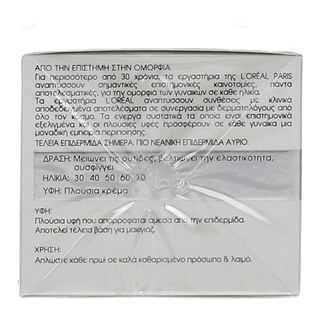 ΑΠΟ ΤΗΝ ΕΠΙΣΤΗΜΗ ΣΤΗΝ ΟΜΟΡΦΙΑ
Για περισσότερο από 30 χρόνια, τα εργαστήρια της L'ORÉAL PARIS
αναπτύσσουν σημαντικές επιστημονικές καινοτομίες, πάντα
αποτελεσματικές, για την ομορφιά των γυναικών σε κάθε ηλικία.
Τα εργαστήρια L'ORÉAL αναπτύσσουν συνθέσεις με κλινικά
αποδεδειγμένα αποτελέσματα σε συνεργασία με δερματολόγους από
όλο τον κόσμο. Τα ενεργά συστατικά τα οποία είναι επιστημονικά
εξελιγμένα και οι πλούσιες υφές προσφέρουν σε κάθε γυναίκα μια
μοναδική εμπειρία περιποίησης.
ΤΕΛΕΙΑ ΕΠΙΔΕΡΜΙΔΑ ΣΗΜΕΡΑ. ΠΙΟ ΝΕΑΝΙΚΗ ΕΠΙΔΕΡΜΙΔΑ ΑΥΡΙΟ.
ΔΡΑΣΗ: Μειώνει τις ρυτίδες, βελτιώνει την ελαστικότητα,
συσφίγγει
ΗΛΙΚΙΑ: 30 40 50 60 70
ΥΦΗ: Πλούσια κρέμα
ΥΦΗ:
Πλούσια υφή που απορροφάται άμεσα από την επιδερμίδα.
Αποτελεί τέλεια βάση για μακιγιάζ.
ΧΡΗΣΗ:
Απλώστε κάθε πρωί σε καλά καθαρισμένο πρόσωπο & λαιμό.